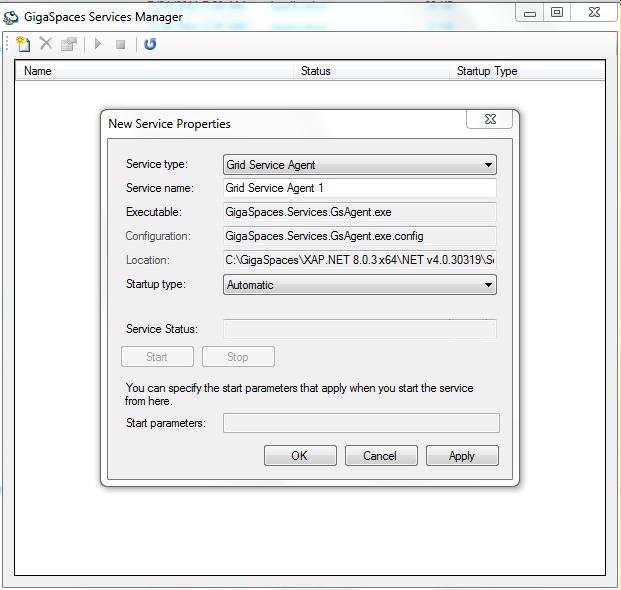 GigaSpaces Services Manager
Name Status Startup Type
New Service Properties
Service type: Grid Service Agent
Service name: Grid Service Agent 1
Executable: GigaSpaces.Services.GsAgent.exe
Configuration: GigaSpaces.Services.GsAgent.exe.config
Location: C:\GigaSpaces\XAP.NET 8.0.3 x64\NET v4.0.30319\S
Startup type: Automatic
Service Status:
Start Stop
You can specify the start parameters that apply when you start the service
from here.
Start parameters:
OK Cancel Apply